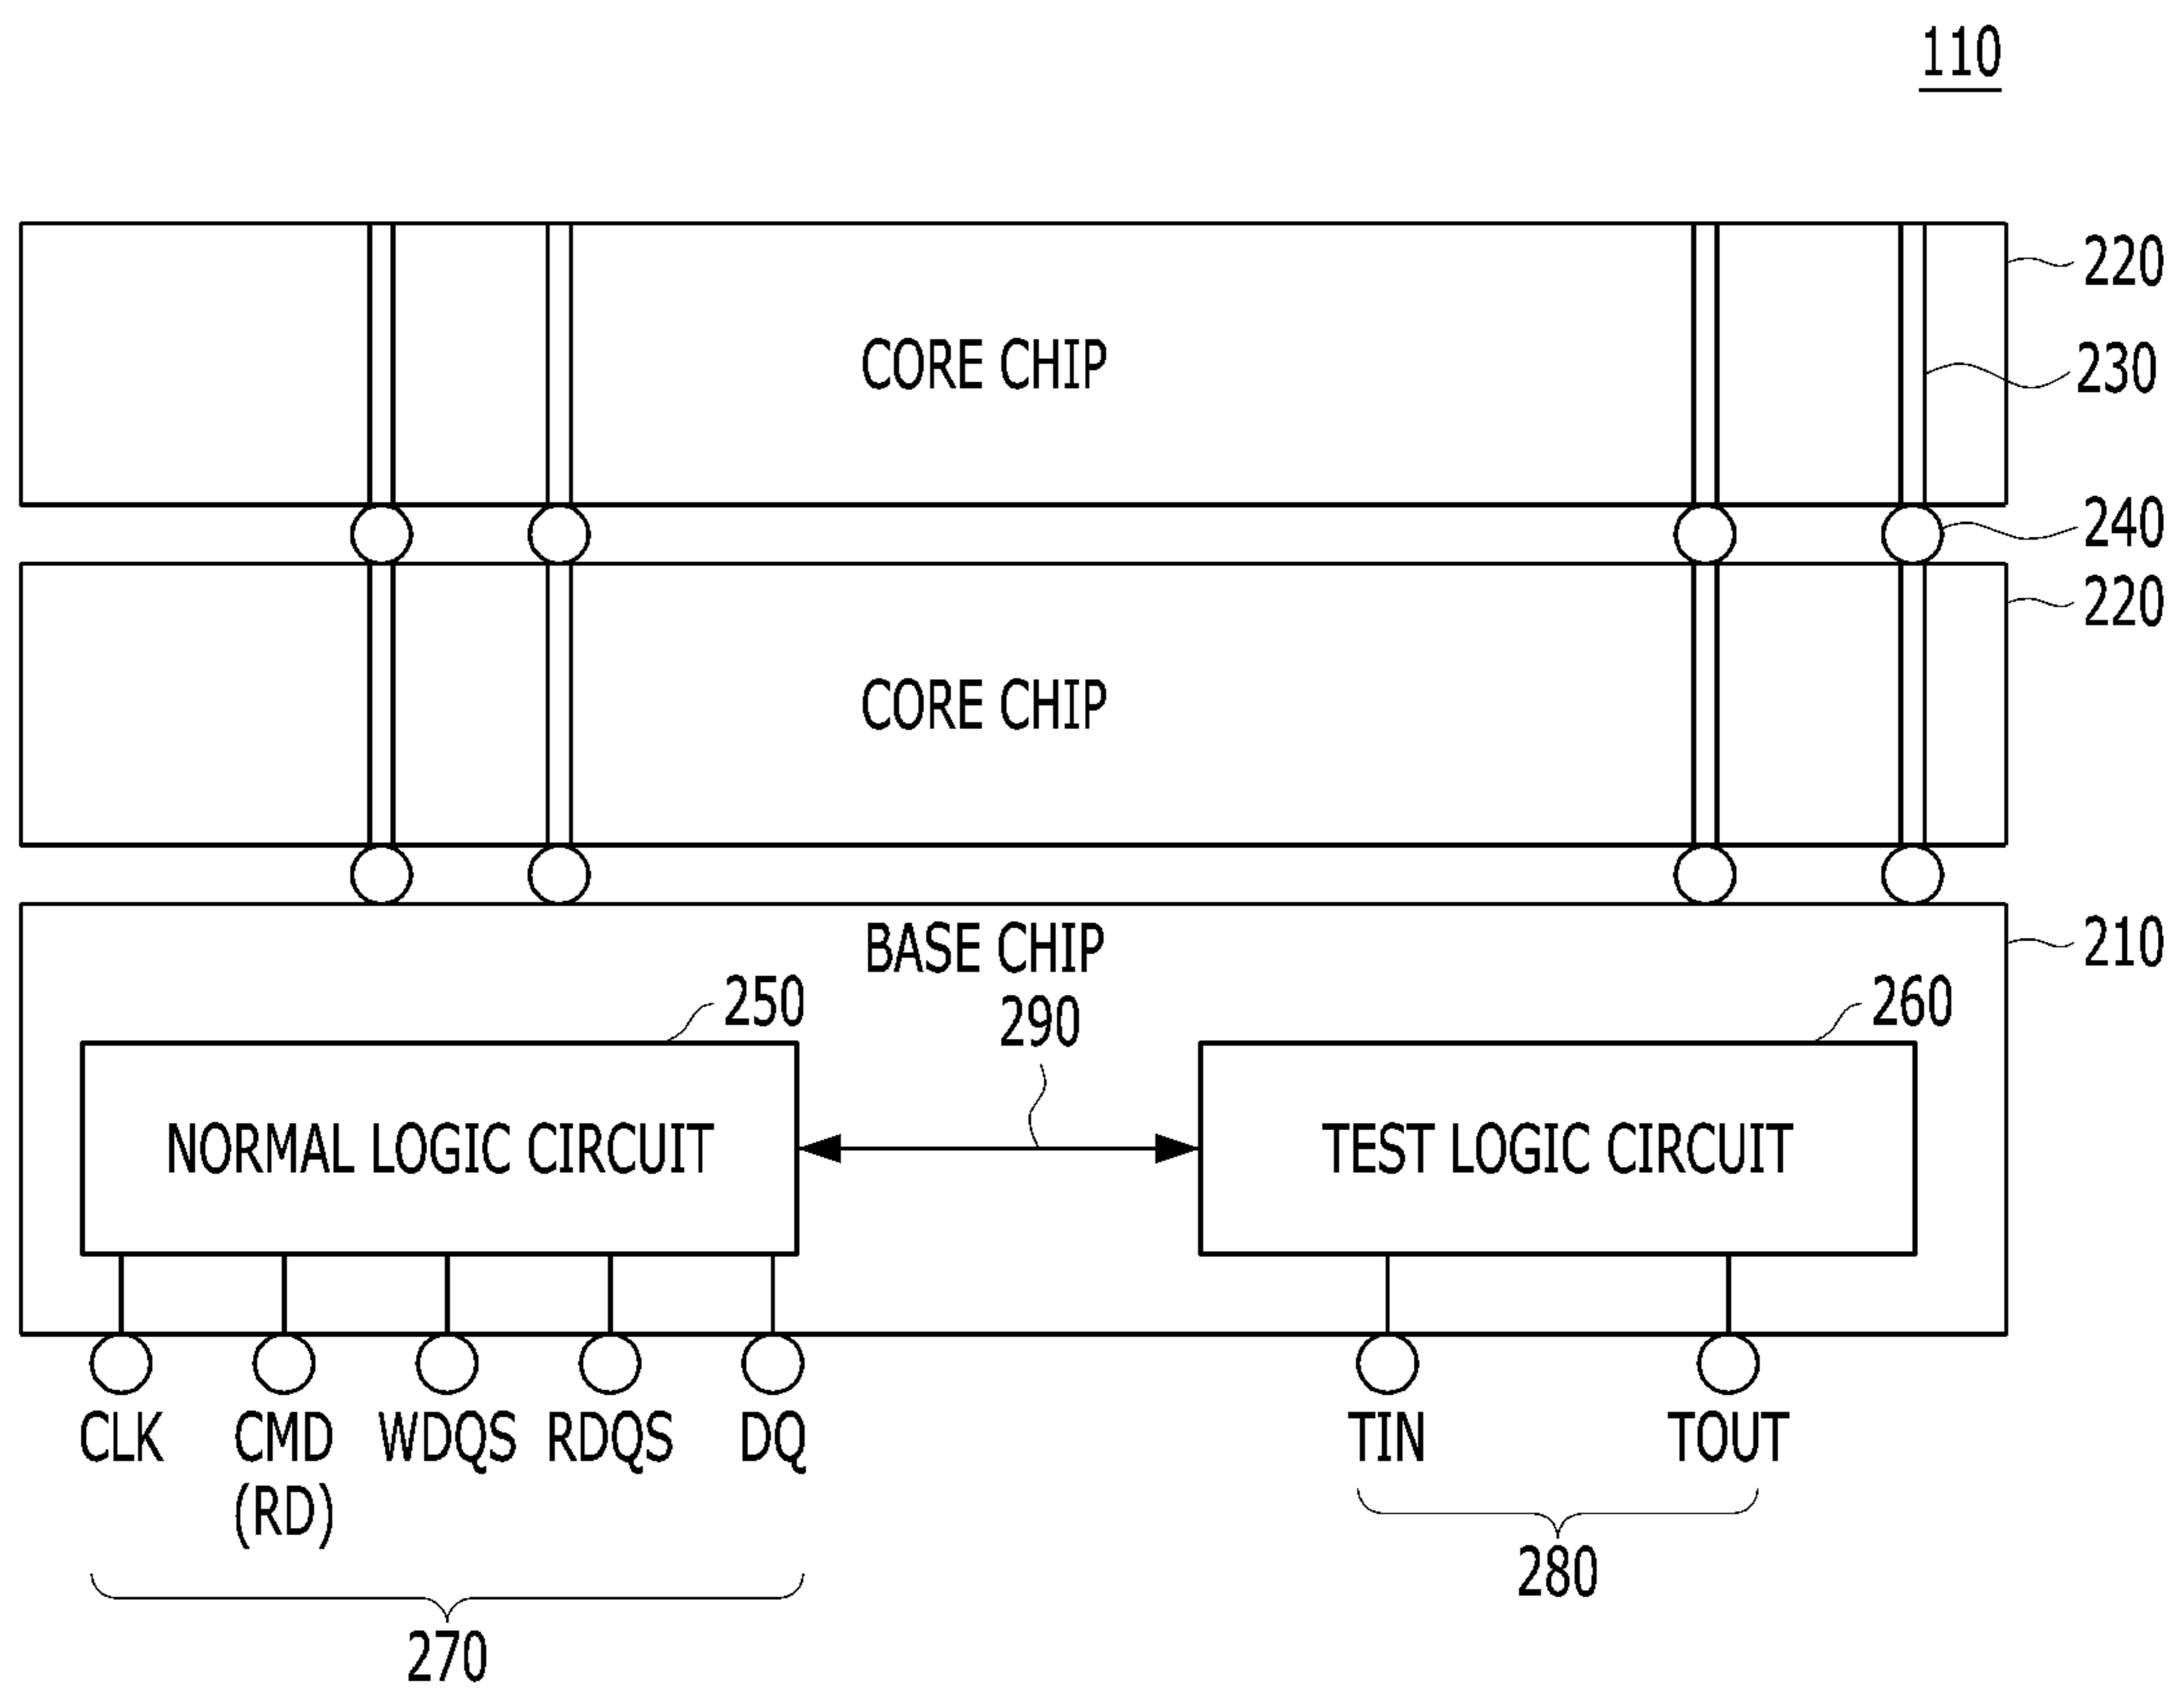 110
220
CORE CHIP
230
240
220
CORE CHIP
BASE CHIP
210
250
290
260
NORMAL LOGIC CIRCUIT
TEST LOGIC CIRCUIT
CLK CMD WDQS RDQS DQ TIN TOUT
(RD)
280
270